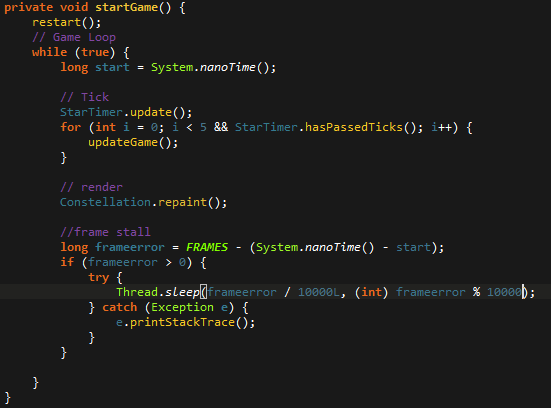 private void startGame() {
restart();
// Game Loop
while (true) {
long start = System.nanoTime();
// Tick
StarTimer.update();
for (int i = 0; i < 5 && StarTimer.hasPassedTicks(); i++) {
updateGame();
}
// render
Constellation.repaint();
//frame stall
long frameerror = FRAMES - (System.nanoTime() - start);
if (frameerror > 0) {
try {
Thread.sleep(frameerror / 10000L, (int) frameerror % 10000);
} catch (Exception e) {
e.printStackTrace();
}
}
}
}